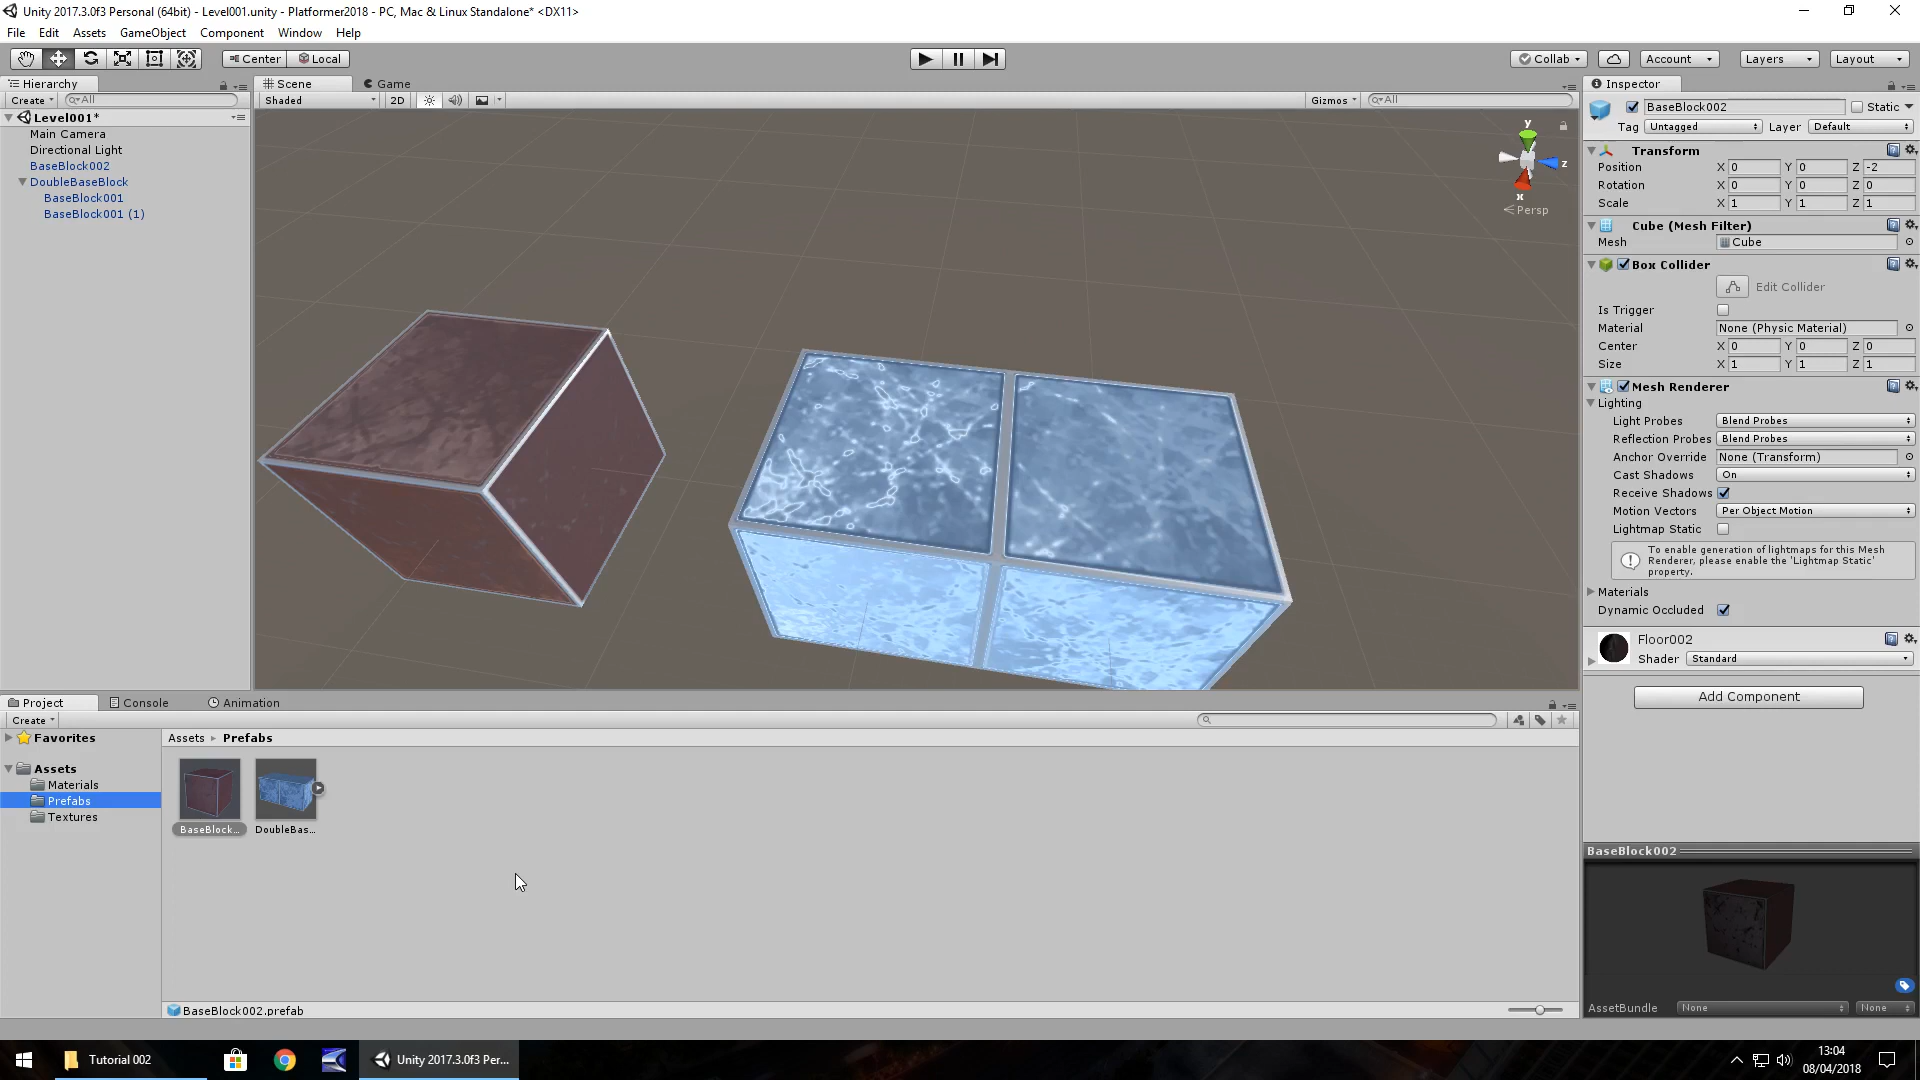 Unity 2017.3.0f3 Personal (64bit) - Level001.unity - Platformer2018 - PC, Mac & Linux Standalone* <DX11>
File Edit Assets GameObject Component Window Help
Center Local Collab Account Layers Layout
Hierarchy Scene Game Inspector
Create All Shaded 2D Gizmos All BaseBlock002 Static
Level001*
Main Camera
Directional Light
BaseBlock002
DoubleBaseBlock
BaseBlock001
BaseBlock001 (1)
y
z
x
Persp
Tag Untagged Layer Default
Transform
Position X 0 Y 0 Z -2
Rotation X 0 Y 0 Z 0
Scale X 1 Y 1 Z 1
Cube (Mesh Filter)
Mesh Cube
Box Collider
Edit Collider
Is Trigger
Material None (Physic Material)
Center X 0 Y 0 Z 0
Size X 1 Y 1 Z 1
Mesh Renderer
Lighting
Light Probes Blend Probes
Reflection Probes Blend Probes
Anchor Override None (Transform)
Cast Shadows On
Receive Shadows
Motion Vectors Per Object Motion
Lightmap Static
To enable generation of lightmaps for this Mesh
Renderer, please enable the 'Lightmap Static'
property.
Materials
Dynamic Occluded
Floor002
Shader Standard
Add Component
Project Console Animation
Create
Favorites
Assets
Materials
Prefabs
Textures
Assets Prefabs
BaseBlock... DoubleBas...
BaseBlock002.prefab
BaseBlock002
AssetBundle None None
Tutorial 002 Unity 2017.3.0f3 Per...
13:04
08/04/2018